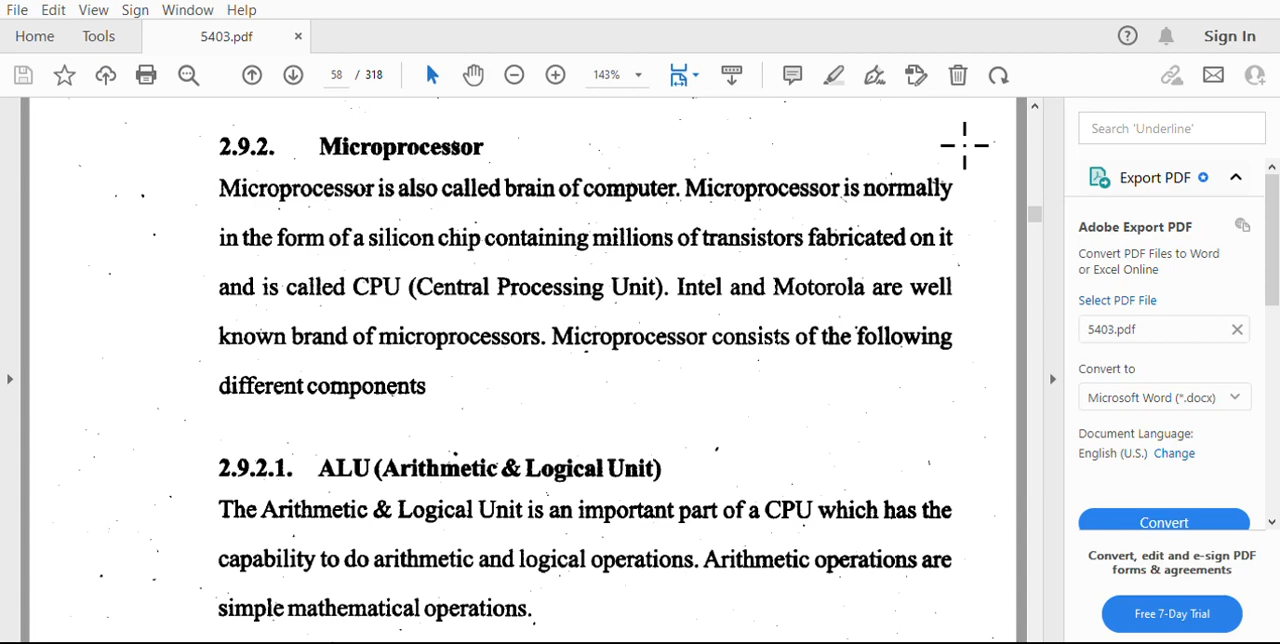 File Edit View Sign Window Help
Home Tools 5403.pdf × Sign In
58 / 318 143%
2.9.2. Microprocessor
Microprocessor is also called brain of computer. Microprocessor is normally
in the form of a silicon chip containing millions of transistors fabricated on it
and is called CPU (Central Processing Unit). Intel and Motorola are well
known brand of microprocessors. Microprocessor consists of the following
different components
2.9.2.1. ALU (Arithmetic & Logical Unit)
The Arithmetic & Logical Unit is an important part of a CPU which has the
capability to do arithmetic and logical operations. Arithmetic operations are
simple mathematical operations.
Search 'Underline'
Export PDF
Adobe Export PDF
Convert PDF Files to Word
or Excel Online
Select PDF File
5403.pdf
Convert to
Microsoft Word (*.docx)
Document Language:
English (U.S.) Change
Convert
Convert, edit and e-sign PDF
forms & agreements
Free 7-Day Trial